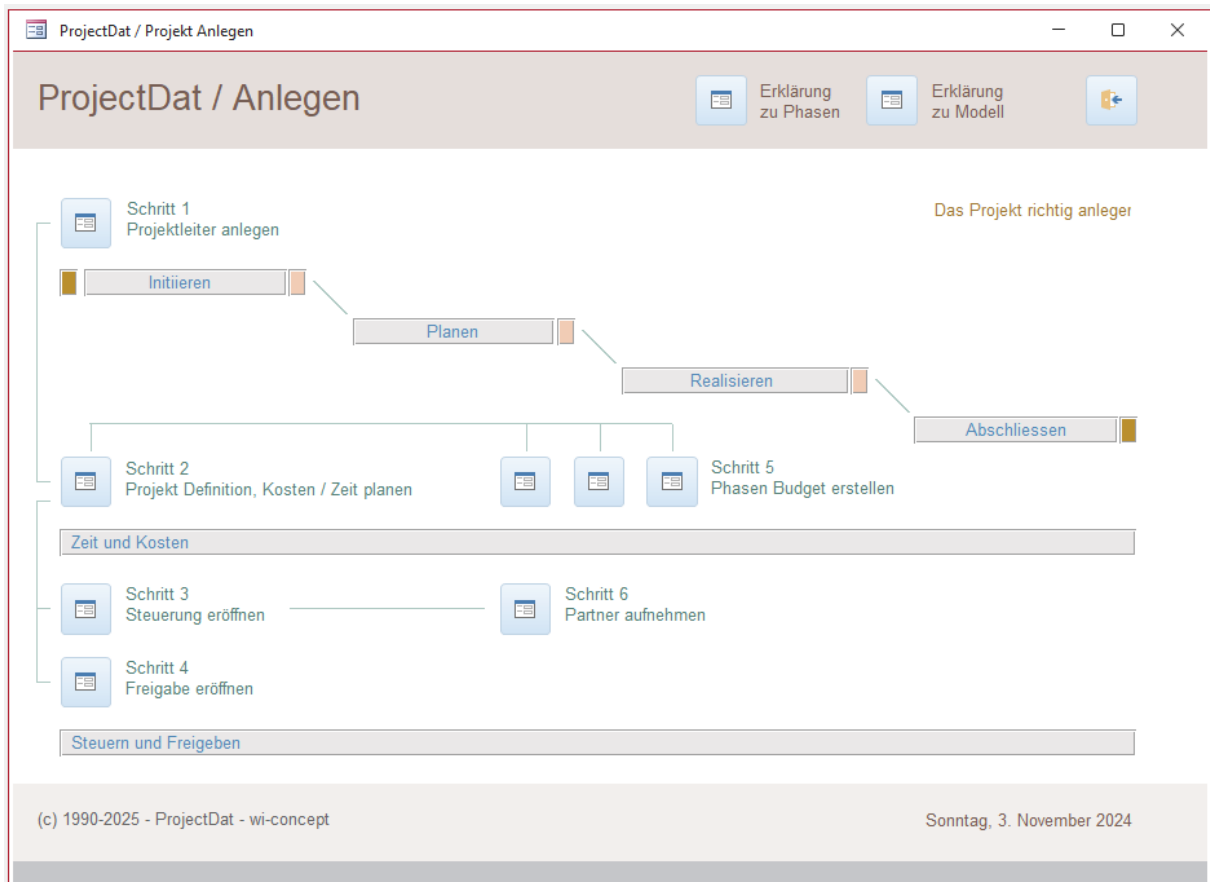 ProjectDat / Projekt Anlegen
ProjectDat / Anlegen
Erklärung
zu Phasen
Erklärung
zu Modell
Schritt 1
Projektleiter anlegen
Das Projekt richtig anleger
Initiieren
Planen
Realisieren
Abschliessen
Schritt 2
Projekt Definition, Kosten / Zeit planen
Schritt 5
Phasen Budget erstellen
Zeit und Kosten
Schritt 3
Steuerung eröffnen
Schritt 6
Partner aufnehmen
Schritt 4
Freigabe eröffnen
Steuern und Freigeben
(c) 1990-2025 - ProjectDat - wi-concept
Sonntag, 3. November 2024